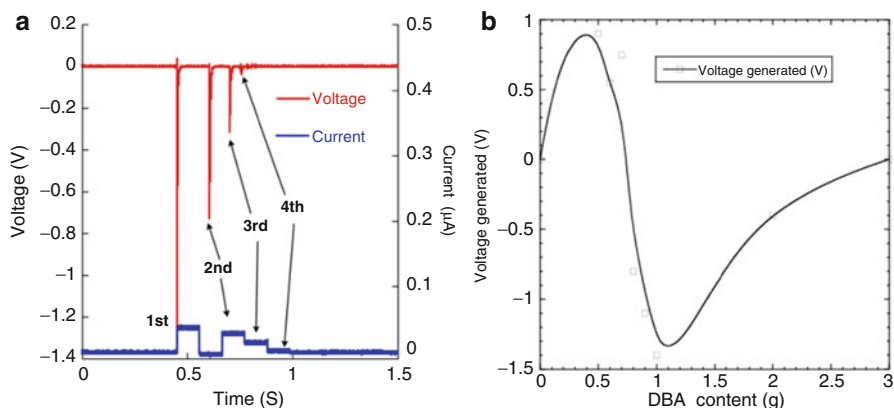 a
0.2
0
−0.2
−0.4
−0.6
−0.8
−1
−1.2
−1.4
Voltage (V)
0
0.5
1
1.5
Time (S)
0.5
0.4
0.3
0.2
0.1
0
Current (µA)
Voltage
Current
1st
2nd
3rd
4th
b
1
0.5
0
−0.5
−1
−1.5
Voltage generated (V)
Voltage generated (V)
0
0.5
1.0
1.5
2
2.5
3
DBA content (g)